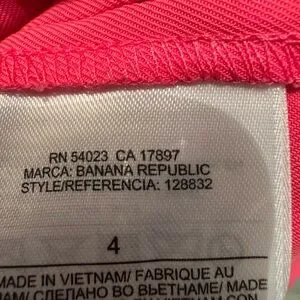 RN 54023 CA 17897
MARCA: BANANA REPUBLIC
STYLE/REFERENCIA: 128832
4
MADE IN VIETNAM/ FABRIQUE AU
СДЕЛАНО ВО ВЬЕТНАМЕ/